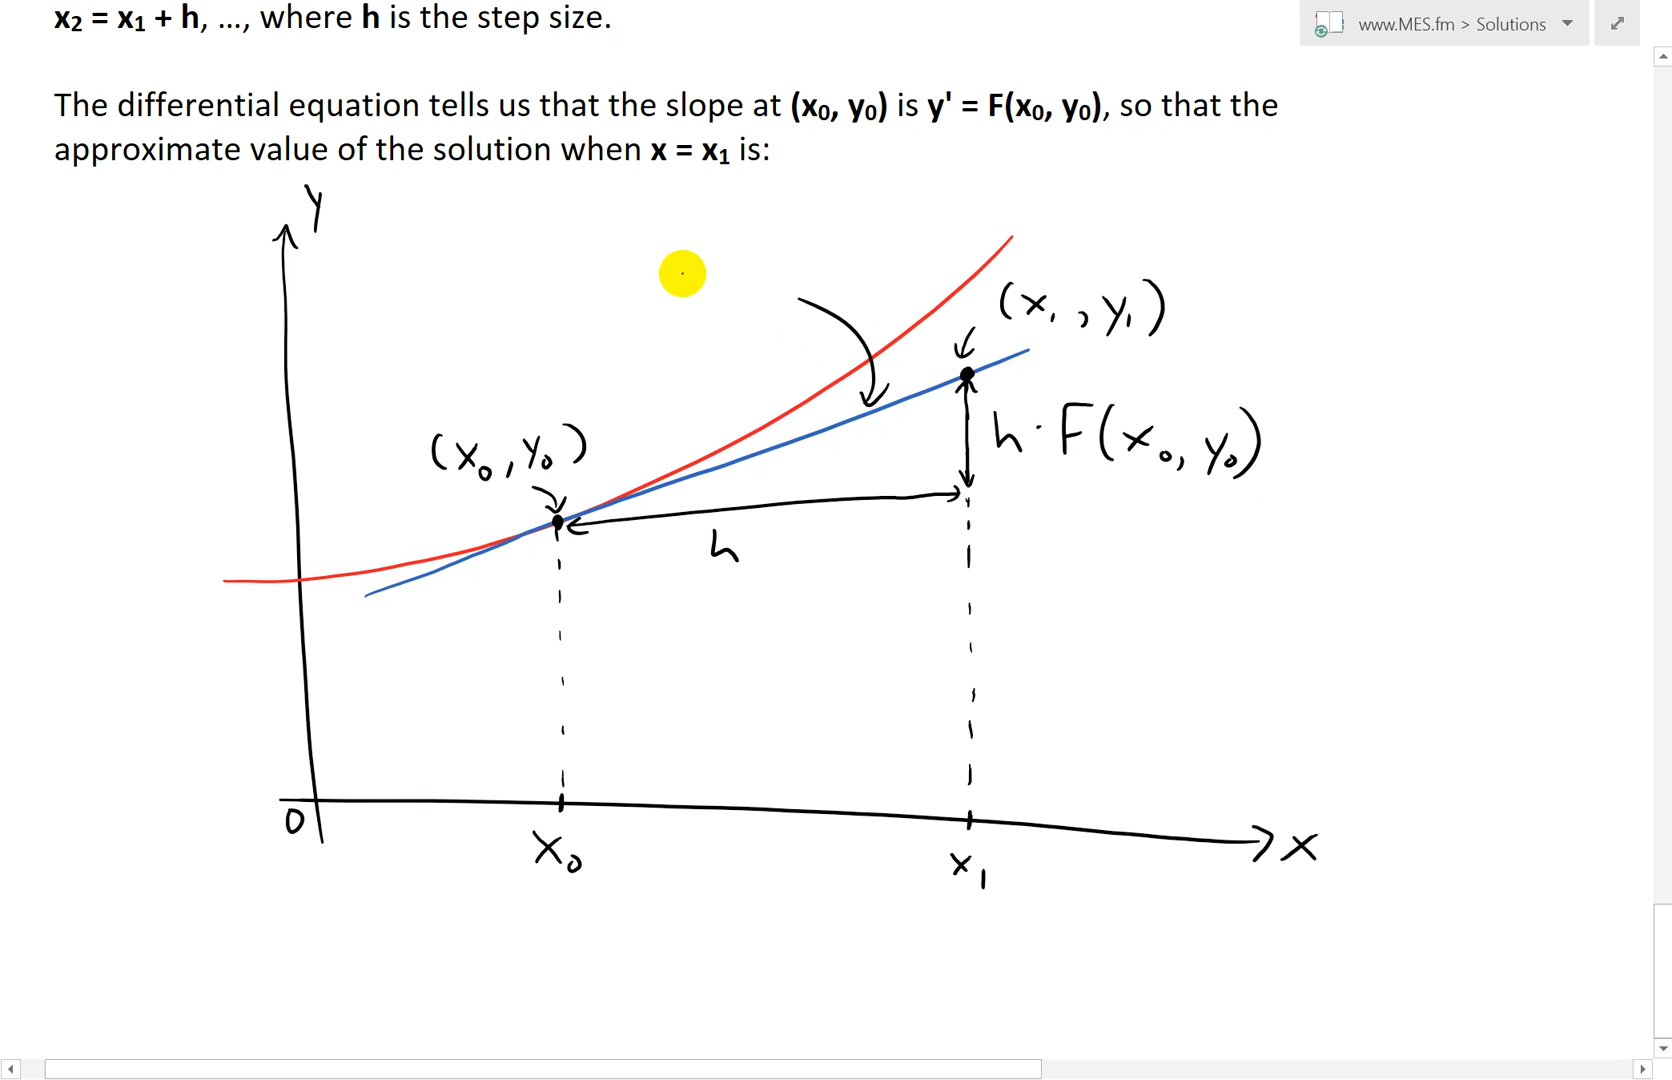 x₂ = x₁ + h, ..., where h is the step size.
www.MES.fm > Solutions
The differential equation tells us that the slope at (x₀, y₀) is y' = F(x₀, y₀), so that the
approximate value of the solution when x = x₁ is:
y
(x₁, y₁)
(x₀, y₀)
h · F(x₀, y₀)
h
0
x₀
x₁
x